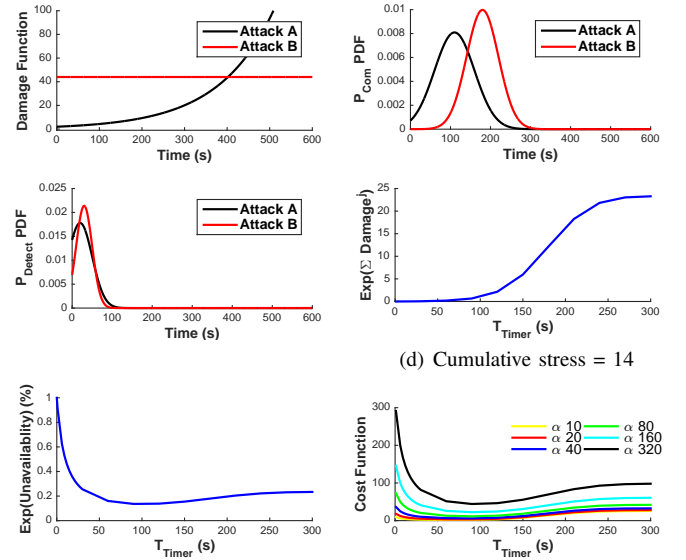 100
80
60
40
20
0
Damage Function
Attack A
Attack B
0 100 200 300 400 500 600
Time (s)
0.01
0.008
0.006
0.004
0.002
0
P_Com PDF
Attack A
Attack B
0 100 200 300 400 500 600
Time (s)
0.025
0.02
0.015
0.01
0.005
0
P_Detect PDF
Attack A
Attack B
0 100 200 300 400 500 600
Time (s)
25
20
15
10
5
0
Exp(Σ Damage^j)
0 50 100 150 200 250 300
T_Timer (s)
(d) Cumulative stress = 14
1
0.8
0.6
0.4
0.2
0
Exp(Unavailablity) (%)
0 50 100 150 200 250 300
T_Timer (s)
300
200
100
0
Cost Function
α 10
α 20
α 40
α 80
α 160
α 320
0 50 100 150 200 250 300
T_Timer (s)